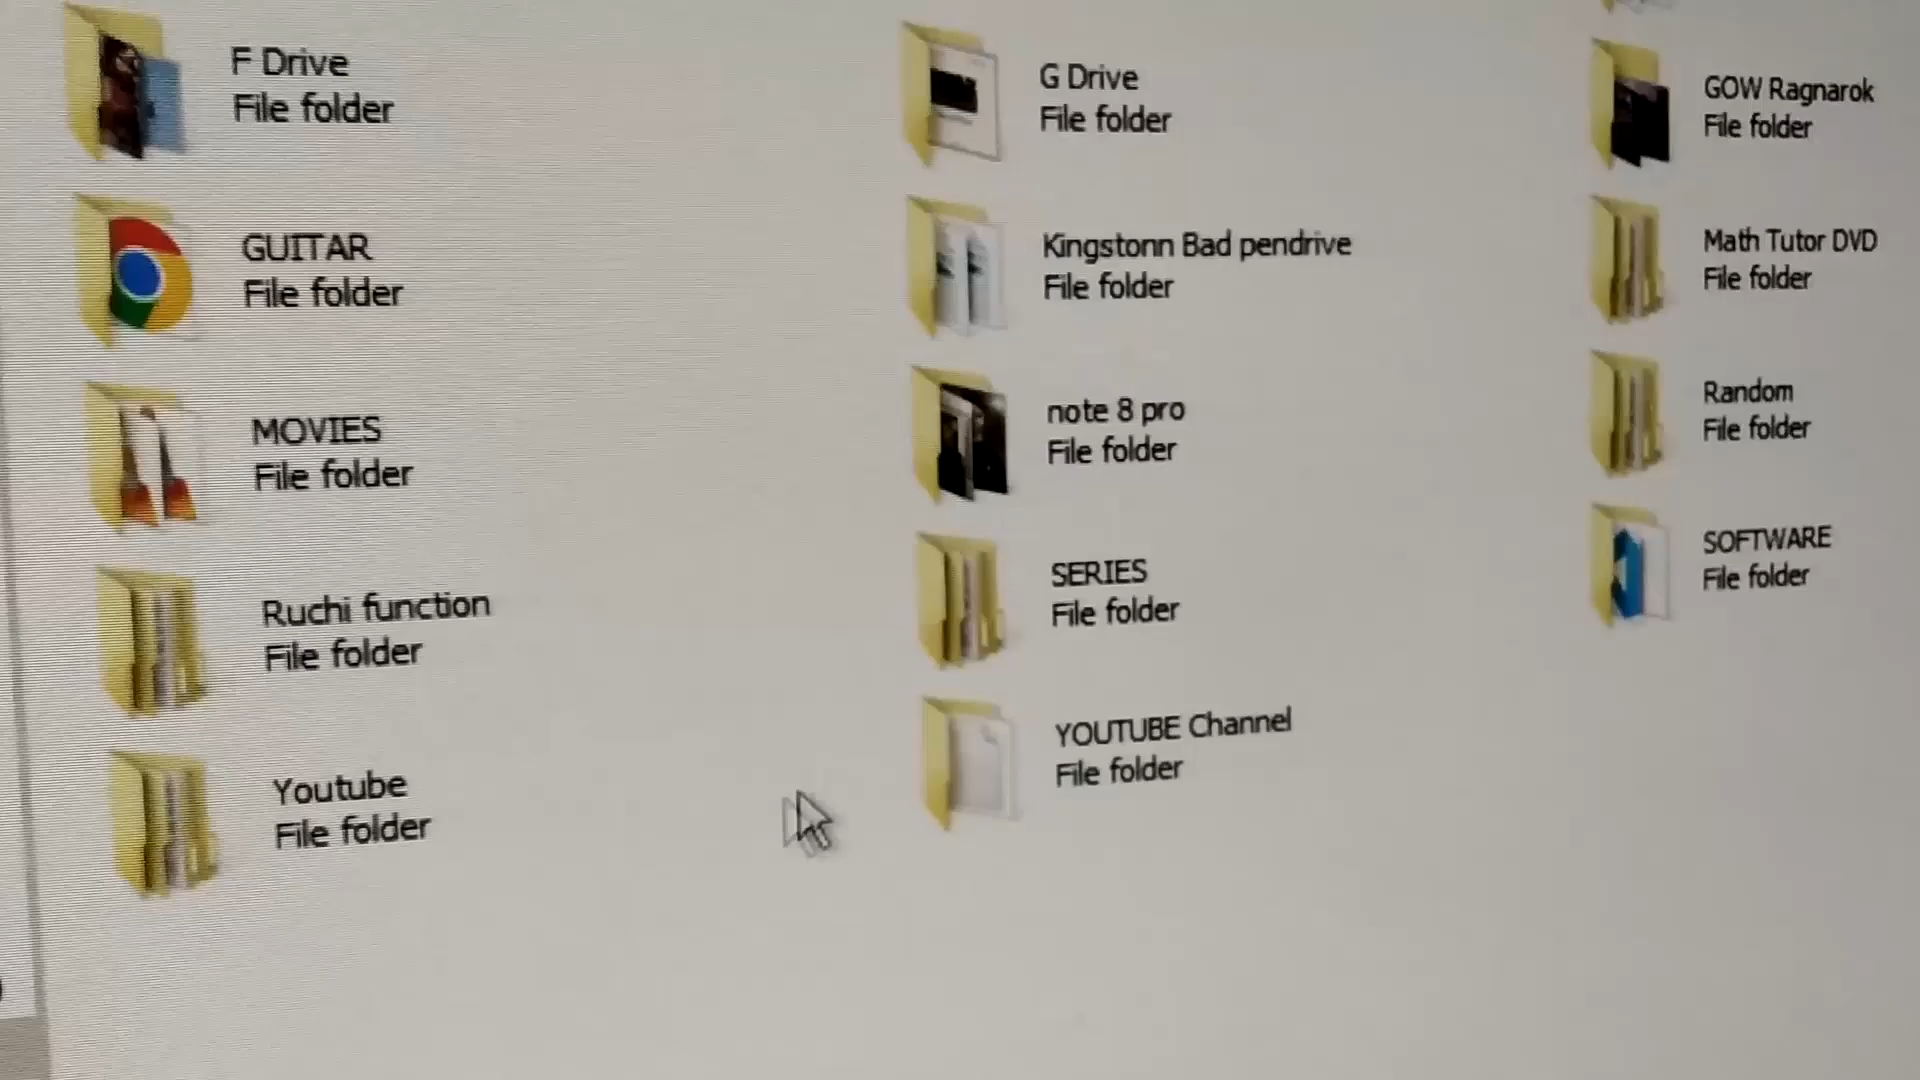 F Drive
File folder
G Drive
File folder
GOW Ragnarok
File folder
GUITAR
File folder
Kingstonn Bad pendrive
File folder
Math Tutor DVD
File folder
MOVIES
File folder
note 8 pro
File folder
Random
File folder
Ruchi function
File folder
SERIES
File folder
SOFTWARE
File folder
Youtube
File folder
YOUTUBE Channel
File folder